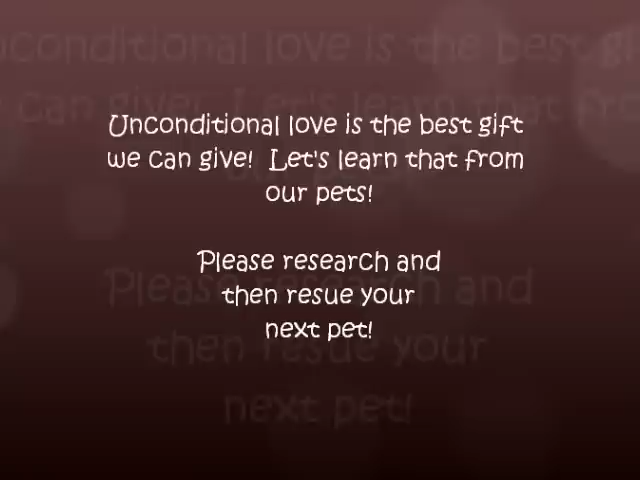 Unconditional love is the best gift
we can give!  Let's learn that from
our pets!
Please research and
then resue your
next pet!